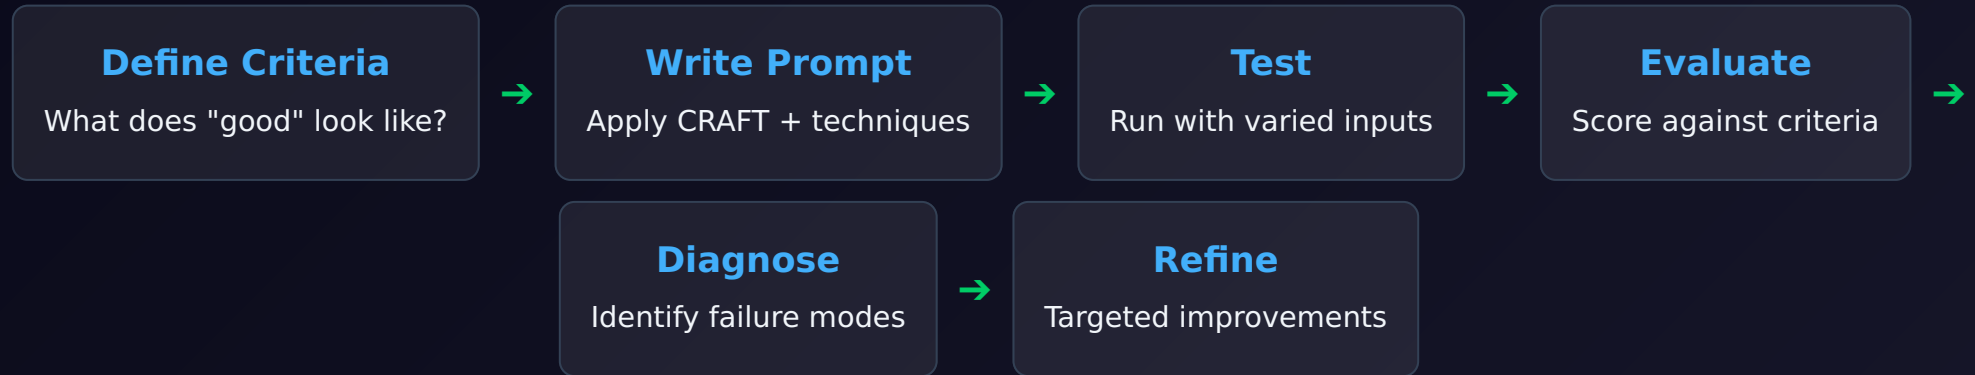 Define Criteria
What does "good" look like?
➔
Write Prompt
Apply CRAFT + techniques
➔
Test
Run with varied inputs
➔
Evaluate
Score against criteria
➔
Diagnose
Identify failure modes
➔
Refine
Targeted improvements